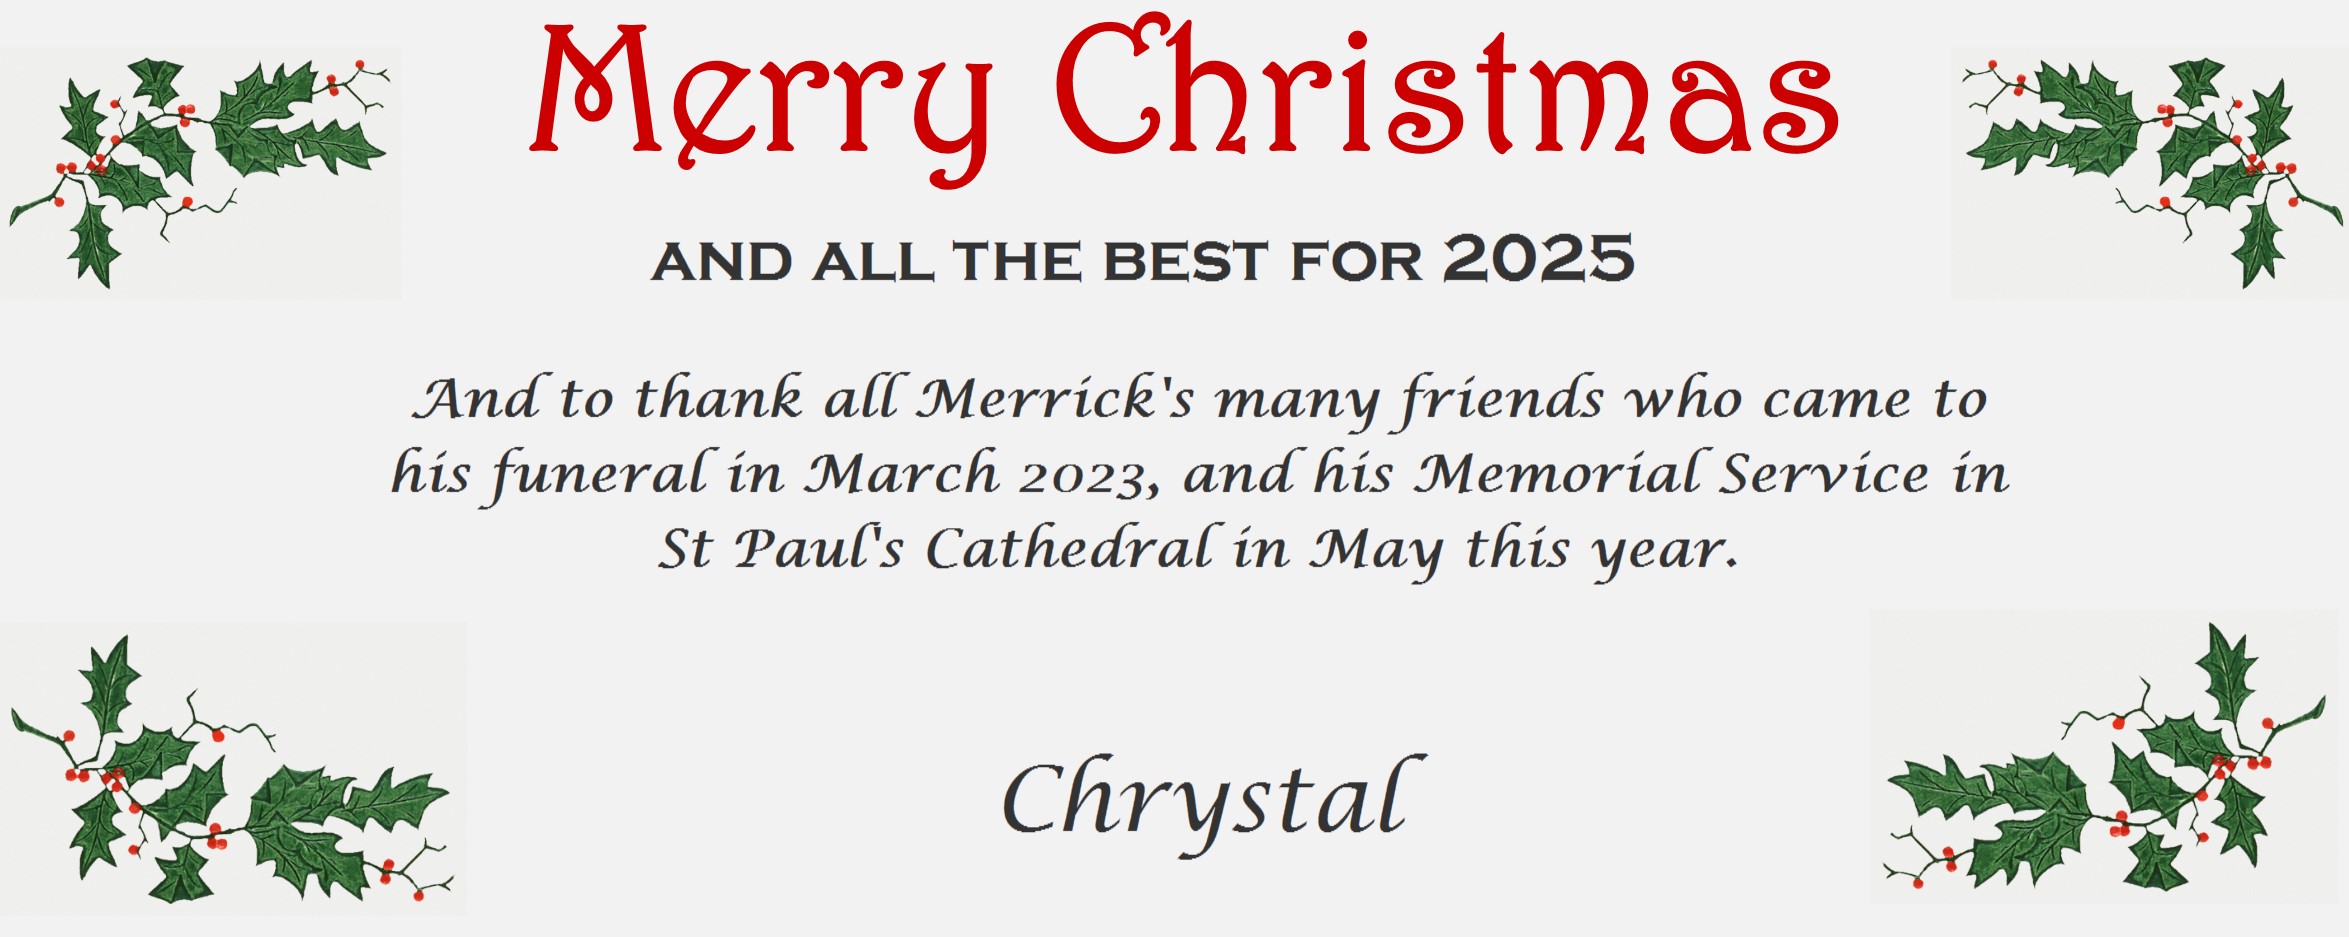 Merry Christmas
AND ALL THE BEST FOR 2025
And to thank all Merrick's many friends who came to
his funeral in March 2023, and his Memorial Service in
St Paul's Cathedral in May this year.
Chrystal